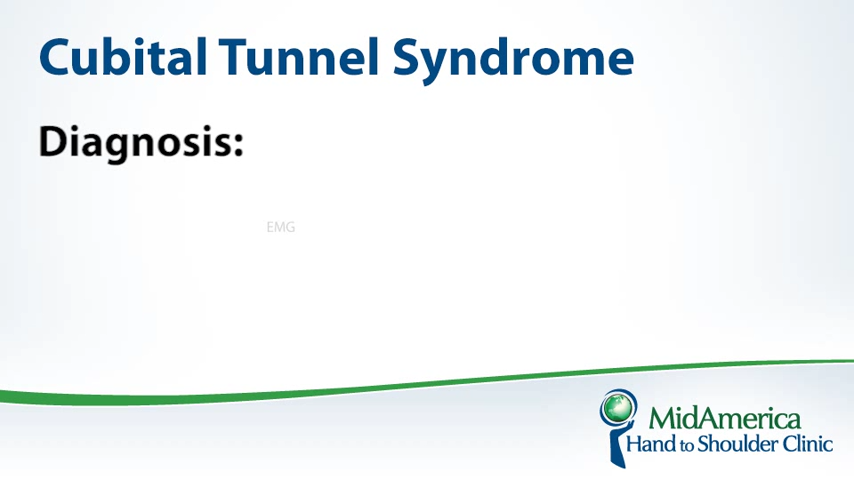 Cubital Tunnel Syndrome
Diagnosis:
EMG
MidAmerica
Hand to Shoulder Clinic